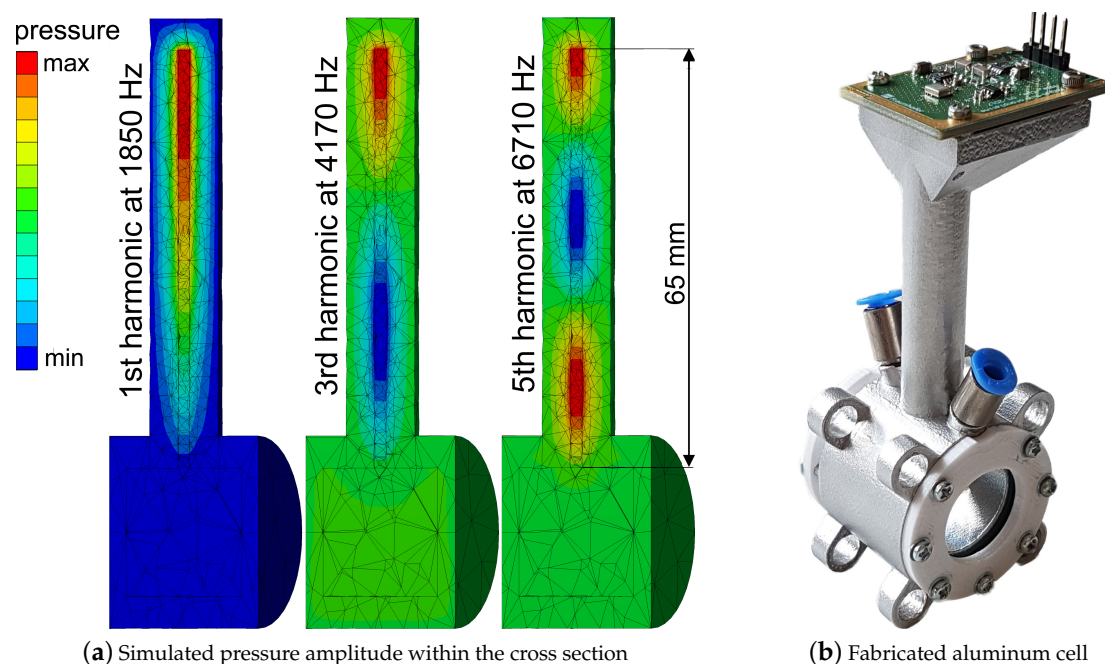 pressure
max
min
1st harmonic at 1850 Hz
3rd harmonic at 4170 Hz
5th harmonic at 6710 Hz
65 mm
(a) Simulated pressure amplitude within the cross section
(b) Fabricated aluminum cell